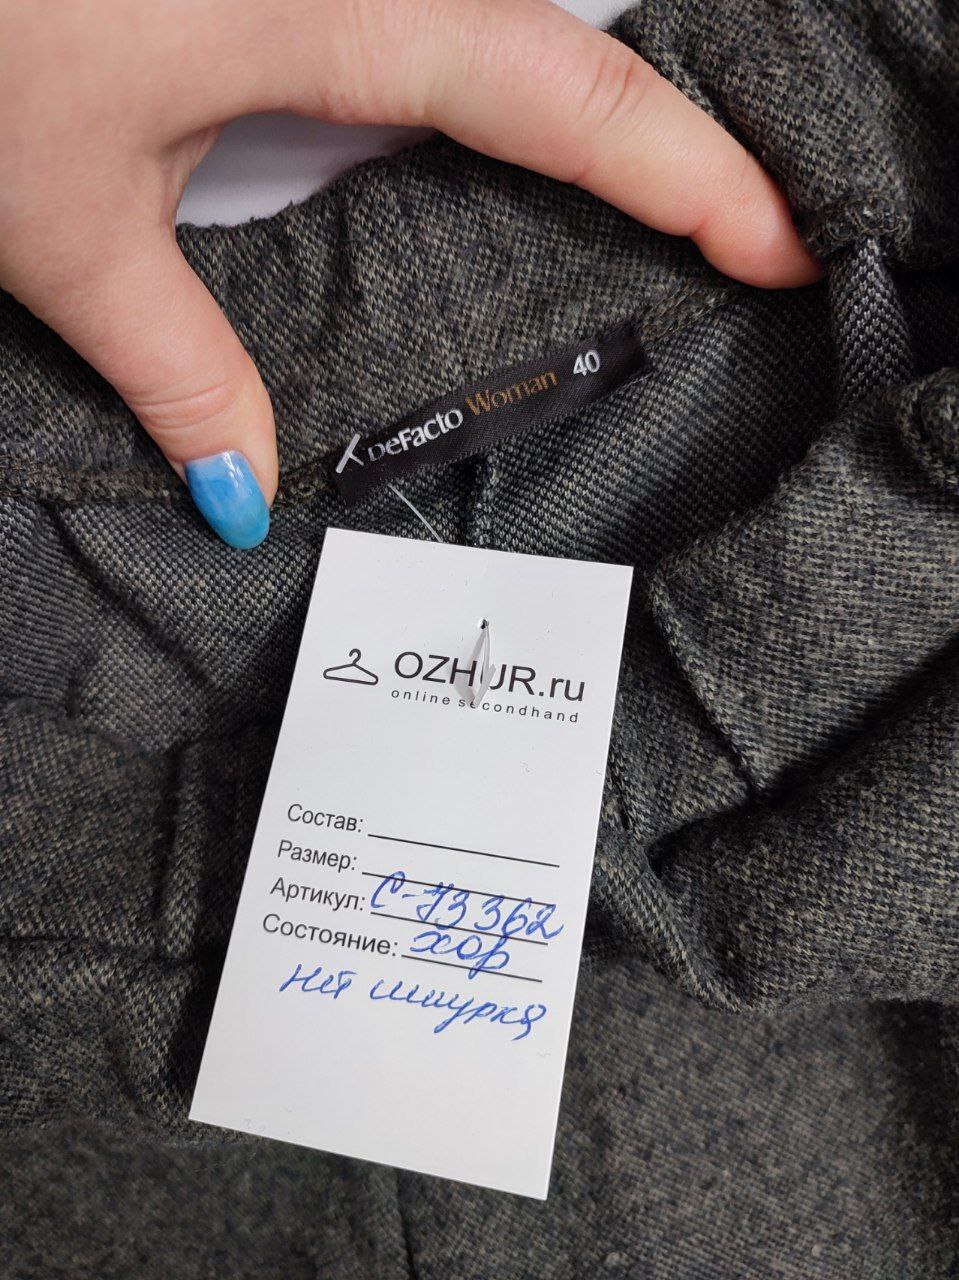 DeFacto Woman 40
OZHUR.ru
online secondhand
Состав:
Размер:
Артикул: С-73362
Состояние: хор
нет шнурка